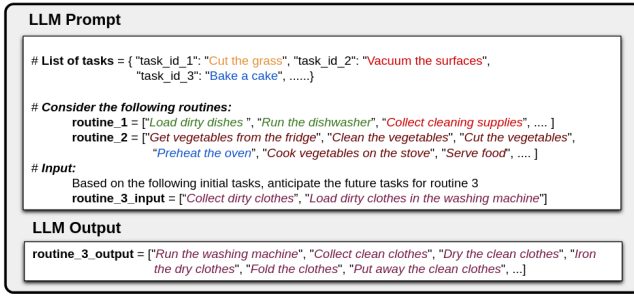 LLM Prompt
# List of tasks = { "task_id_1": "Cut the grass", "task_id_2": "Vacuum the surfaces",
"task_id_3": "Bake a cake", ......}
# Consider the following routines:
routine_1 = ["Load dirty dishes ", “Run the dishwasher”, “Collect cleaning supplies”, .... ]
routine_2 = ["Get vegetables from the fridge", "Clean the vegetables", "Cut the vegetables",
“Preheat the oven”, "Cook vegetables on the stove", "Serve food", .... ]
# Input:
Based on the following initial tasks, anticipate the future tasks for routine 3
routine_3_input = ["Collect dirty clothes", "Load dirty clothes in the washing machine"]
LLM Output
routine_3_output = ["Run the washing machine", "Collect clean clothes", "Dry the clean clothes", "Iron
the dry clothes", "Fold the clothes", "Put away the clean clothes", ...]